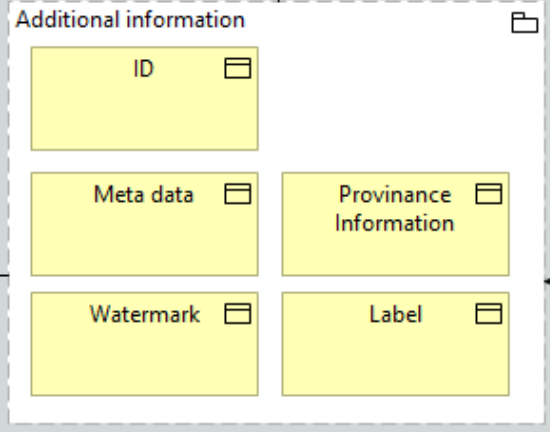 Additional information
ID
Meta data
Provinance
Information
Watermark
Label